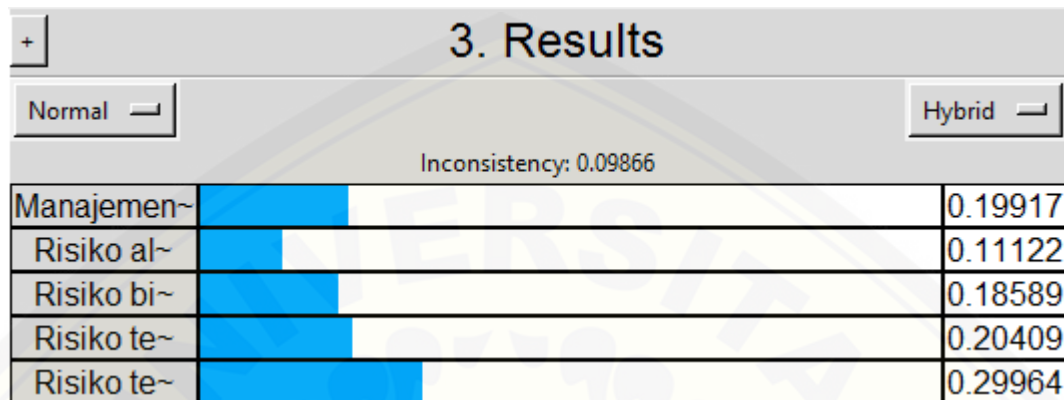 + 3. Results
Normal Hybrid
Inconsistency: 0.09866
Manajemen~ 0.19917
Risiko al~ 0.11122
Risiko bi~ 0.18589
Risiko te~ 0.20409
Risiko te~ 0.29964
NIVERSITA